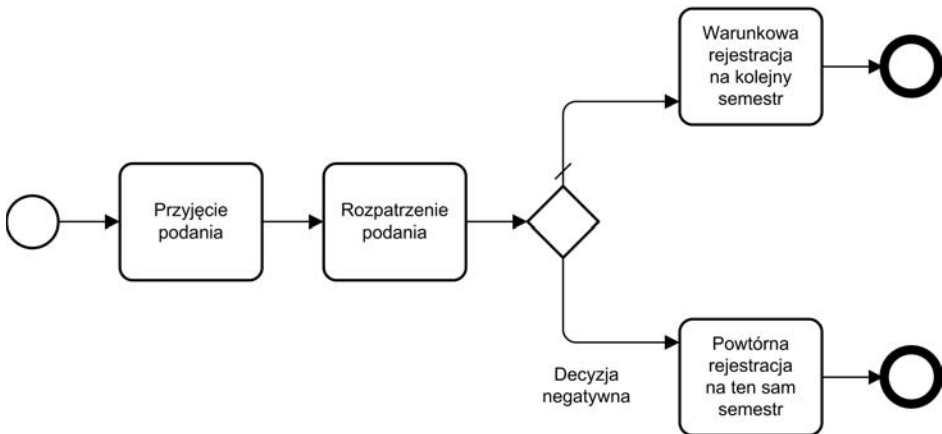 Warunkowa
rejestracja
na kolejny
semestr
Przyjęcie
podania
Rozpatrzenie
podania
Decyzja
negatywna
Powtórna
rejestracja
na ten sam
semestr